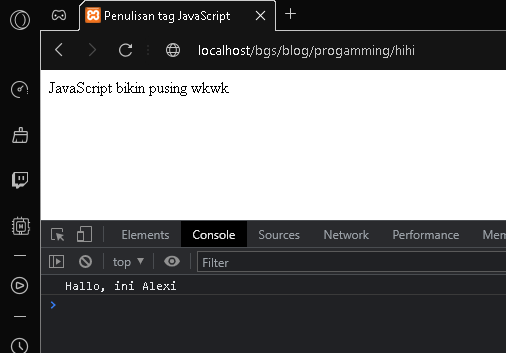 Penulisan tag JavaScript
localhost/bgs/blog/progamming/hihi
JavaScript bikin pusing wkwk
Elements Console Sources Network Performance Mem
top Filter
Hallo, ini Alexi